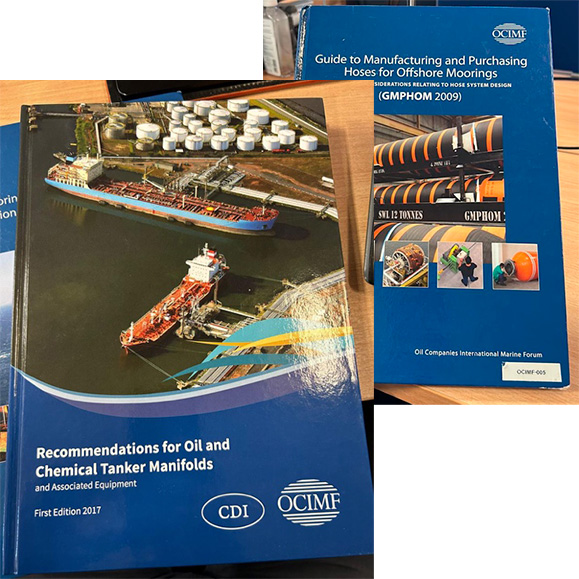 OCIMF
Guide to Manufacturing and Purchasing
Hoses for Offshore Moorings
SIDERATIONS RELATING TO HOSE SYSTEM DESIGN
(GMPHOM 2009)
SWL 12 TONNES
GMPHOM 2
Oil Companies International Marine Forum
OCIMF-005
Recommendations for Oil and
Chemical Tanker Manifolds
and Associated Equipment
First Edition 2017
CDI
OCIMF